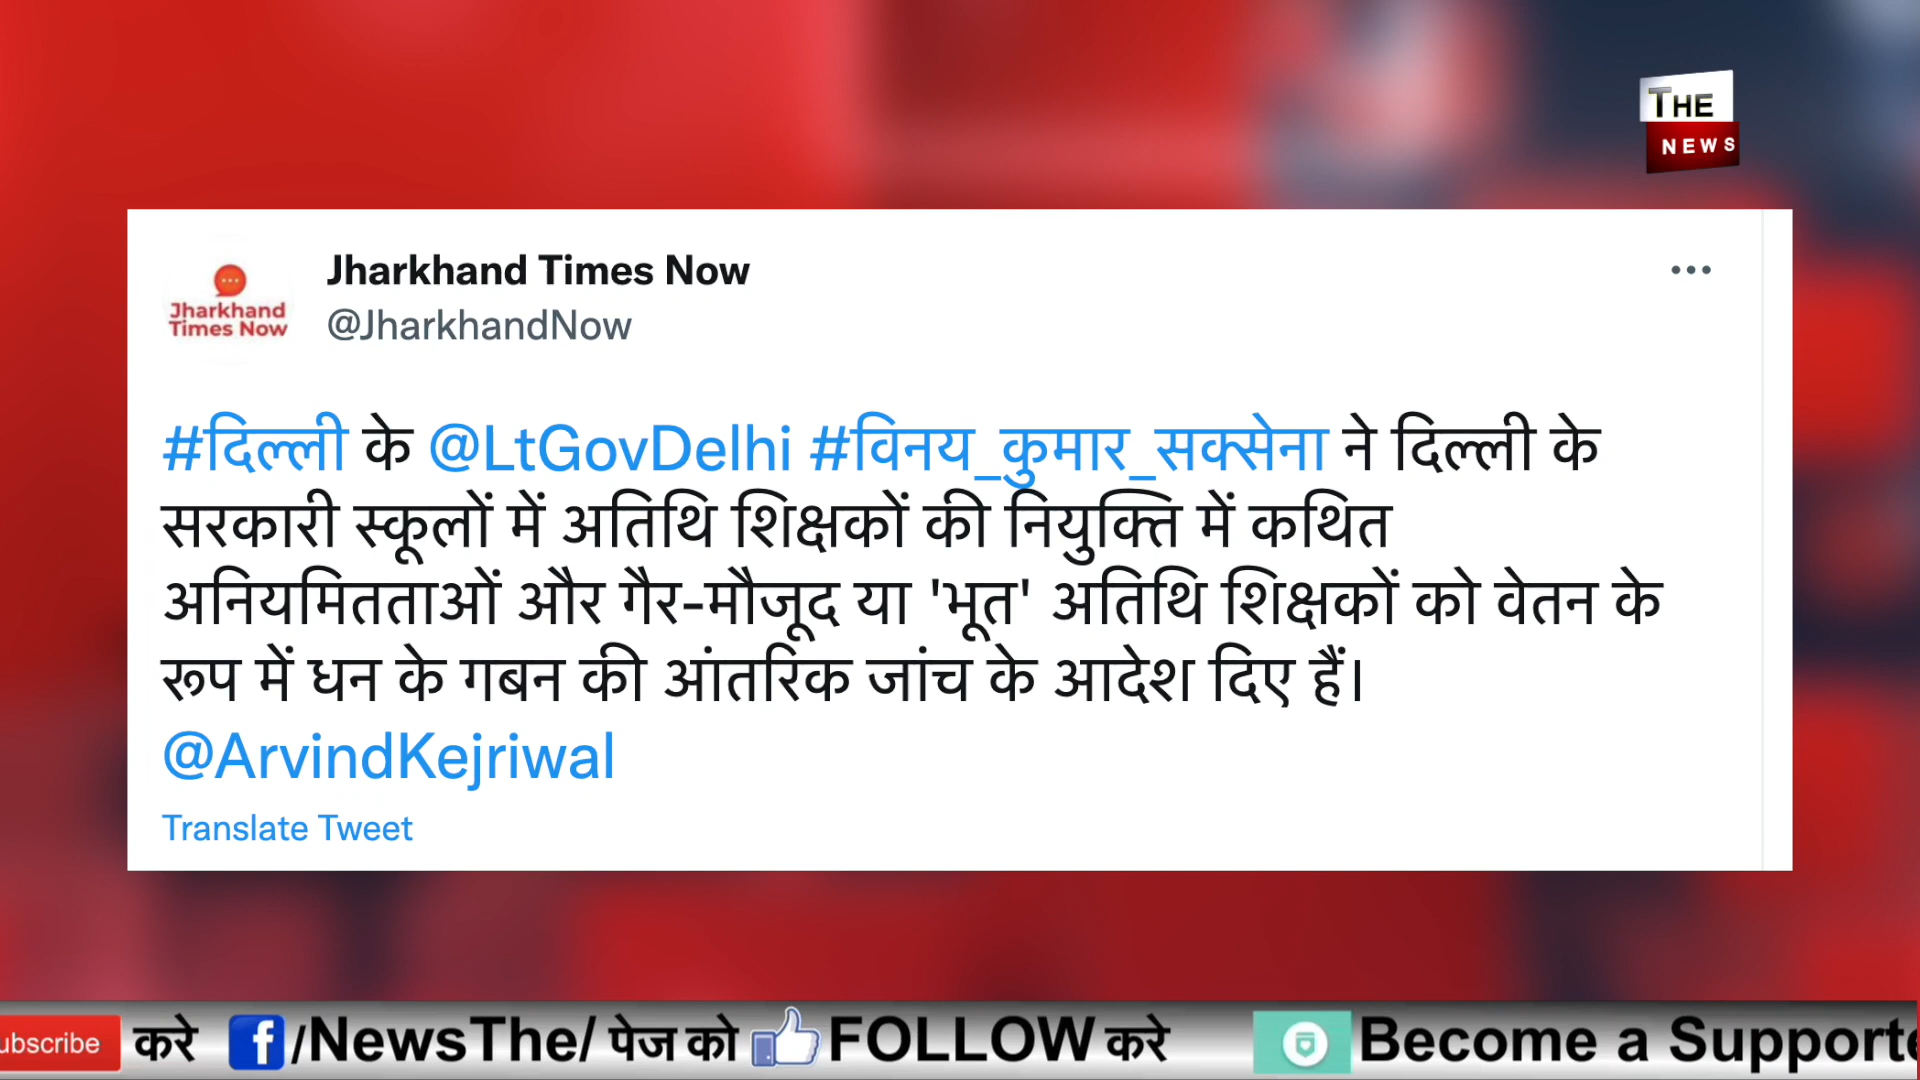 THE
NEWS
Jharkhand
Times Now
Jharkhand Times Now
@JharkhandNow
#दिल्ली के @LtGovDelhi #विनय_कुमार_सक्सेना ने दिल्ली के
सरकारी स्कूलों में अतिथि शिक्षकों की नियुक्ति में कथित
अनियमितताओं और गैर-मौजूद या 'भूत' अतिथि शिक्षकों को वेतन के
रूप में धन के गबन की आंतरिक जांच के आदेश दिए हैं।
@ArvindKejriwal
Translate Tweet
ubscribe करे f/NewsThe/ पेज को FOLLOW करे Become a Supporte